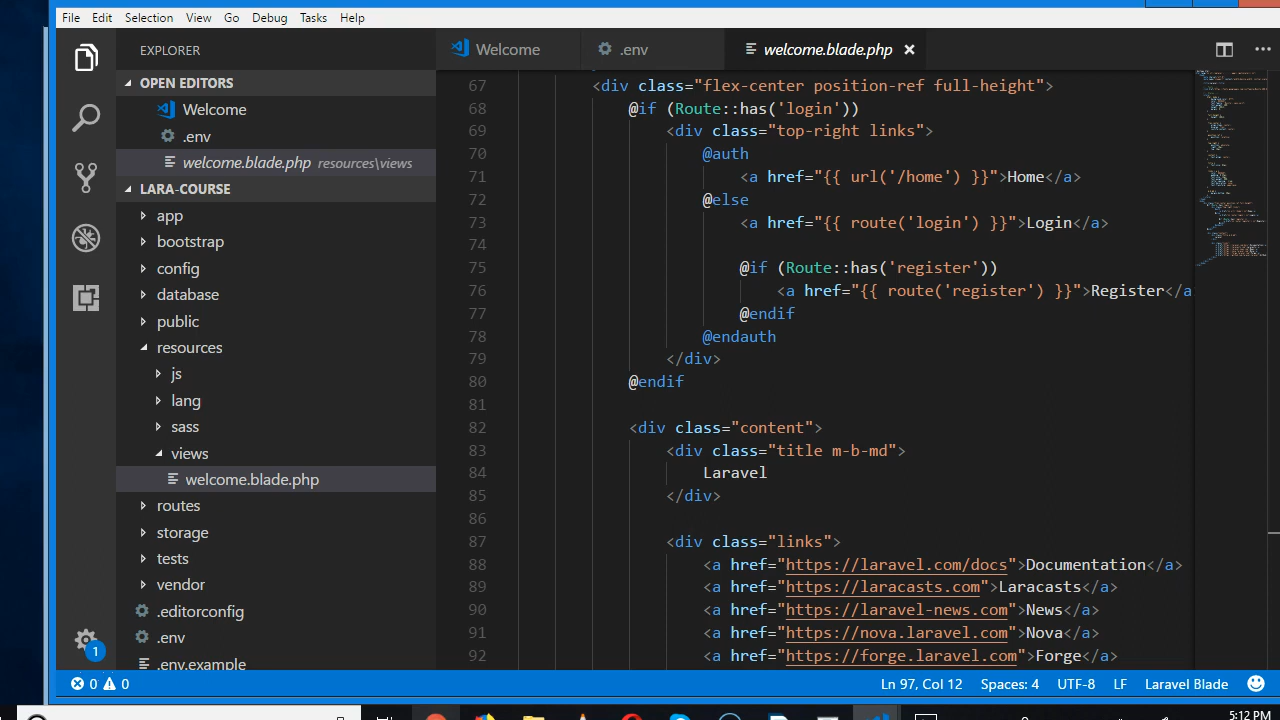 File Edit Selection View Go Debug Tasks Help
EXPLORER
OPEN EDITORS
Welcome
.env
welcome.blade.php resources\views
LARA-COURSE
app
bootstrap
config
database
public
resources
js
lang
sass
views
welcome.blade.php
routes
storage
tests
vendor
.editorconfig
.env
.env.example
1
Welcome .env welcome.blade.php
67 <div class="flex-center position-ref full-height">
68 @if (Route::has('login'))
69 <div class="top-right links">
70 @auth
71 <a href="{{ url('/home') }}">Home</a>
72 @else
73 <a href="{{ route('login') }}">Login</a>
74
75 @if (Route::has('register'))
76 <a href="{{ route('register') }}">Register</a
77 @endif
78 @endauth
79 </div>
80 @endif
81
82 <div class="content">
83 <div class="title m-b-md">
84 Laravel
85 </div>
86
87 <div class="links">
88 <a href="https://laravel.com/docs">Documentation</a>
89 <a href="https://laracasts.com">Laracasts</a>
90 <a href="https://laravel-news.com">News</a>
91 <a href="https://nova.laravel.com">Nova</a>
92 <a href="https://forge.laravel.com">Forge</a>
0 0 Ln 97, Col 12 Spaces: 4 UTF-8 LF Laravel Blade
5:12 PM